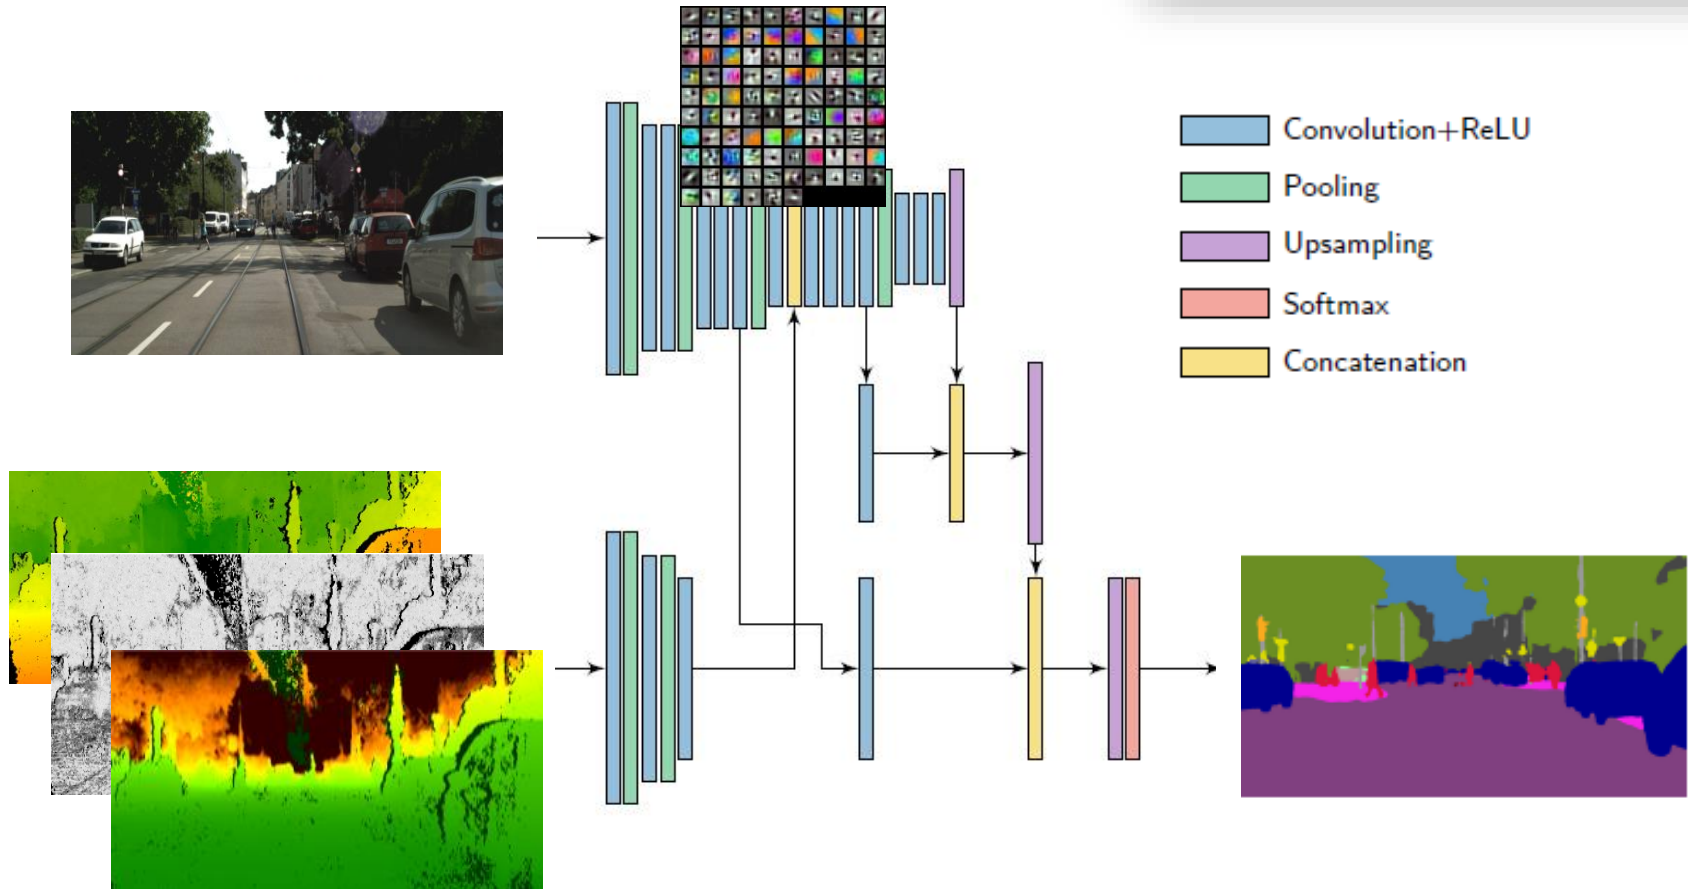 Convolution+ReLU
Pooling
Upsampling
Softmax
Concatenation